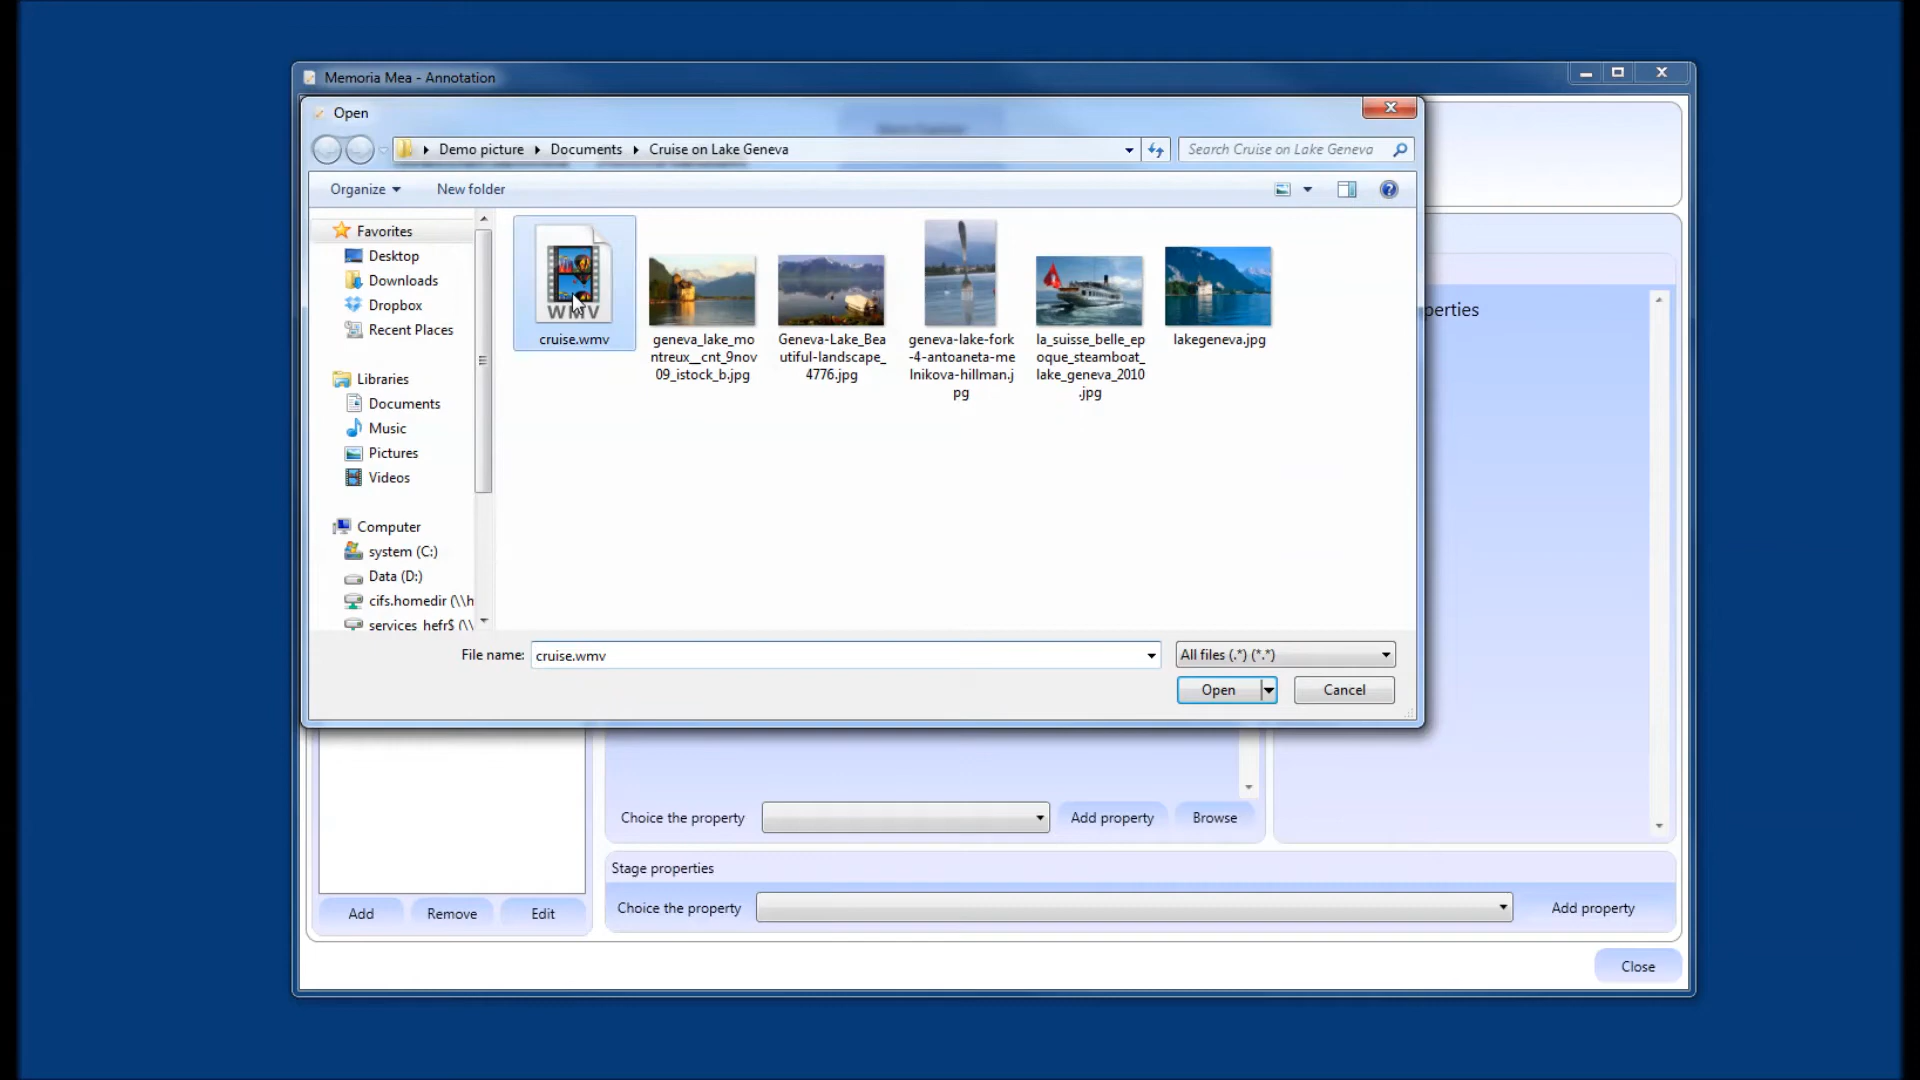 Memoria Mea - Annotation
Open
Demo picture Documents Cruise on Lake Geneva
Search Cruise on Lake Geneva
Organize New folder
Favorites
Desktop
Downloads
Dropbox
Recent Places
Libraries
Documents
Music
Pictures
Videos
Computer
system (C:)
Data (D:)
cifs.homedir (\\h
services hefr$ (\\
WMV
cruise.wmv
geneva_lake_mo
ntreux__cnt_9nov
09_istock_b.jpg
Geneva-Lake_Bea
utiful-landscape_
4776.jpg
geneva-lake-fork
-4-antoaneta-me
lnikova-hillman.j
pg
la_suisse_belle_ep
oque_steamboat_
lake_geneva_2010
.jpg
lakegeneva.jpg
perties
File name: cruise.wmv All files (.*) (*.*)
Open Cancel
Choice the property Add property Browse
Stage properties
Choice the property Add property
Add Remove Edit
Close